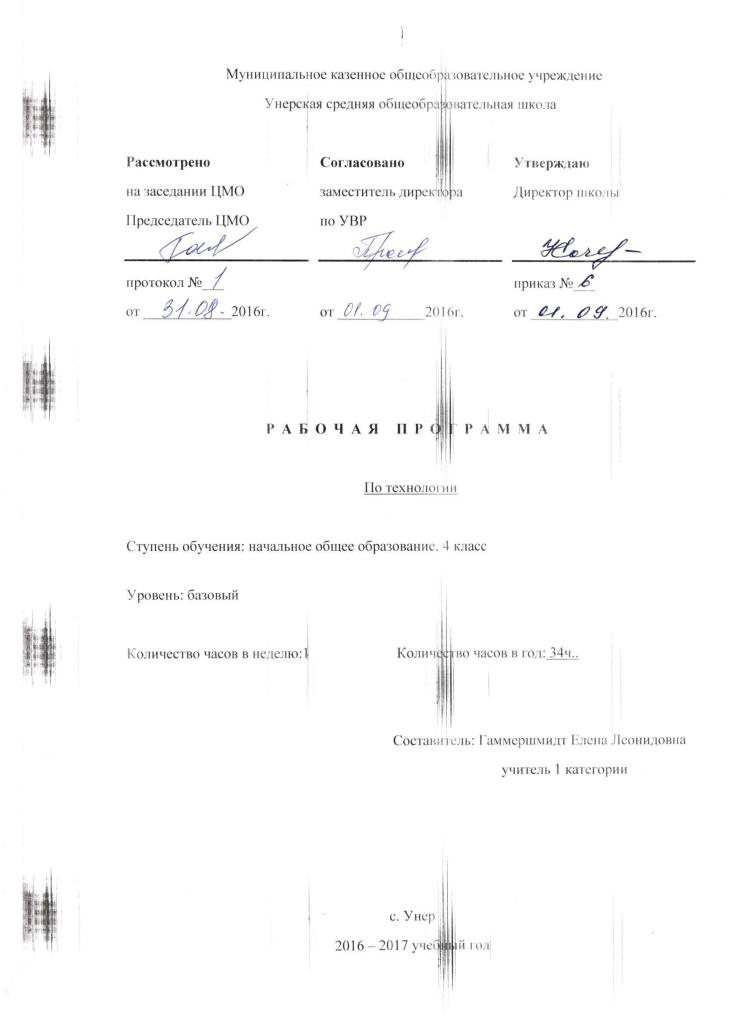 Муниципальное казенное общеобразовательное учреждение
Унерская средняя общеобразовательная школа
Рассмотрено Согласовано Утверждаю
на заседании ЦМО заместитель директора Директор школы
Председатель ЦМО по УВР
протокол № 1 приказ № 6
от 31.08. 2016г. от 01.09 2016г. от 01.09. 2016г.
Р А Б О Ч А Я П Р О Г Р А М М А
По технологии
Ступень обучения: начальное общее образование. 4 класс
Уровень: базовый
Количество часов в неделю:1 Количество часов в год: 34ч..
Составитель: Гаммершмидт Елена Леонидовна
учитель 1 категории
с. Унер
2016 – 2017 учебный год